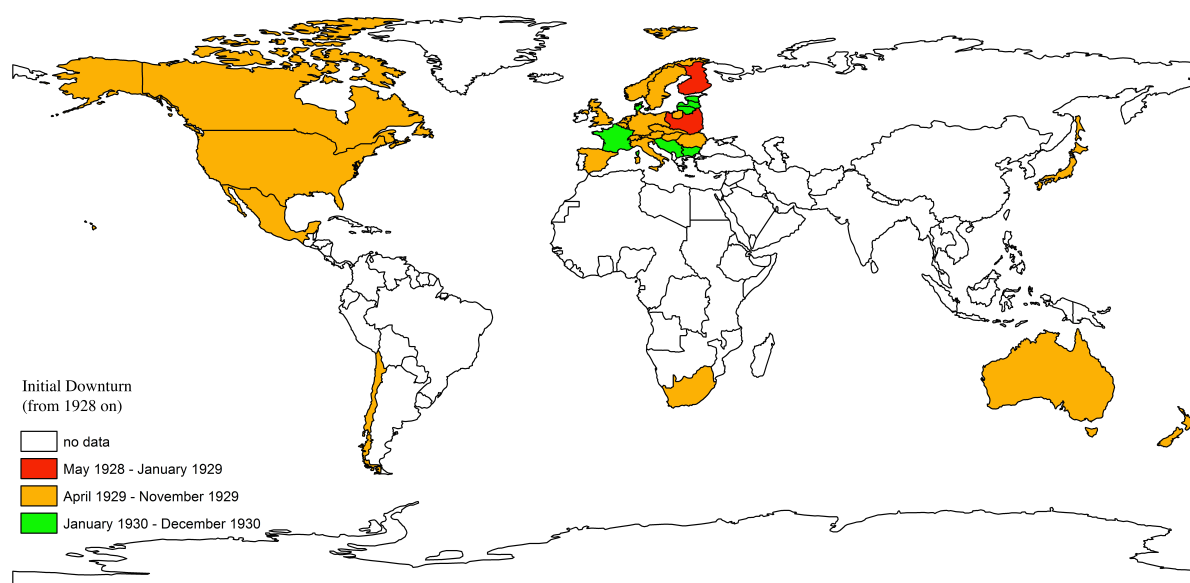 Initial Downturn
(from 1928 on)
no data
May 1928 - January 1929
April 1929 - November 1929
January 1930 - December 1930